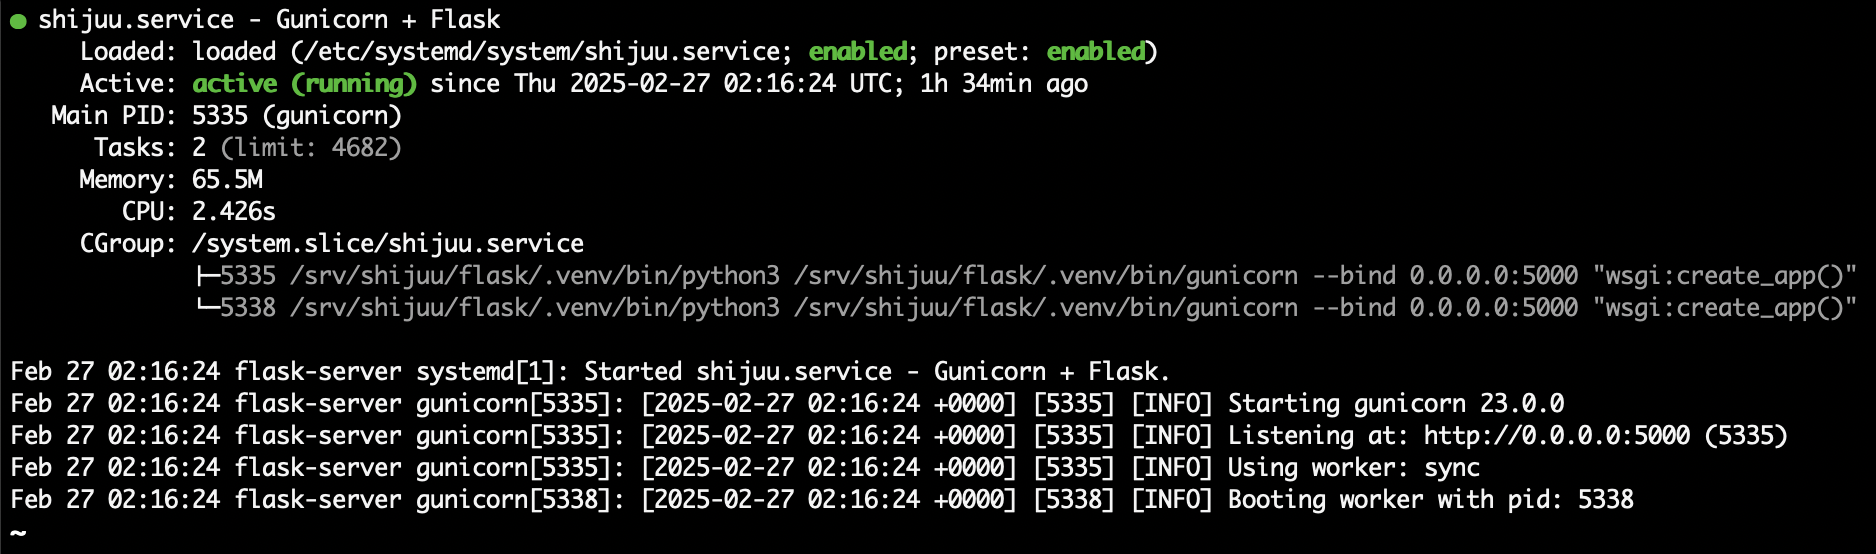 ● shijuu.service - Gunicorn + Flask
Loaded: loaded (/etc/systemd/system/shijuu.service; enabled; preset: enabled)
Active: active (running) since Thu 2025-02-27 02:16:24 UTC; 1h 34min ago
Main PID: 5335 (gunicorn)
Tasks: 2 (limit: 4682)
Memory: 65.5M
CPU: 2.426s
CGroup: /system.slice/shijuu.service
├─5335 /srv/shijuu/flask/.venv/bin/python3 /srv/shijuu/flask/.venv/bin/gunicorn --bind 0.0.0.0:5000 "wsgi:create_app()"
└─5338 /srv/shijuu/flask/.venv/bin/python3 /srv/shijuu/flask/.venv/bin/gunicorn --bind 0.0.0.0:5000 "wsgi:create_app()"
Feb 27 02:16:24 flask-server systemd[1]: Started shijuu.service - Gunicorn + Flask.
Feb 27 02:16:24 flask-server gunicorn[5335]: [2025-02-27 02:16:24 +0000] [5335] [INFO] Starting gunicorn 23.0.0
Feb 27 02:16:24 flask-server gunicorn[5335]: [2025-02-27 02:16:24 +0000] [5335] [INFO] Listening at: http://0.0.0.0:5000 (5335)
Feb 27 02:16:24 flask-server gunicorn[5335]: [2025-02-27 02:16:24 +0000] [5335] [INFO] Using worker: sync
Feb 27 02:16:24 flask-server gunicorn[5338]: [2025-02-27 02:16:24 +0000] [5338] [INFO] Booting worker with pid: 5338
~